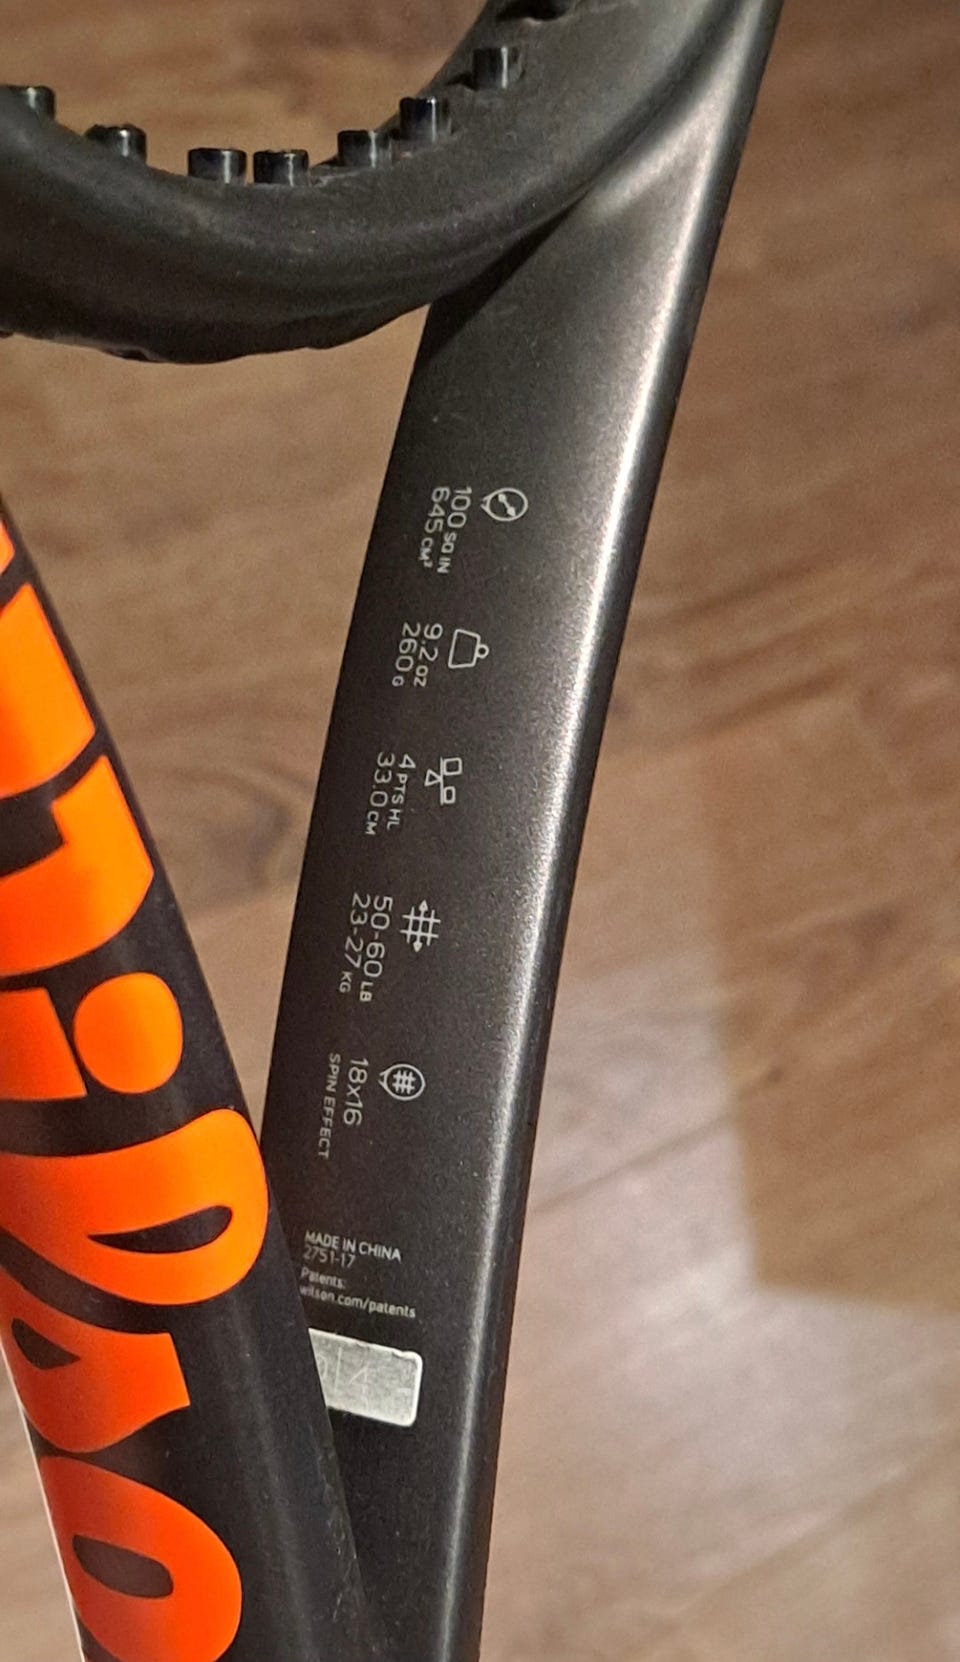 100 SQ IN
645 CM²
9.2 OZ
260 G
4 PTS HL
33.0 CM
50-60 LB
23-27 KG
18x16
SPIN EFFECT
MADE IN CHINA
2751-17
Patents:
wilson.com/patents